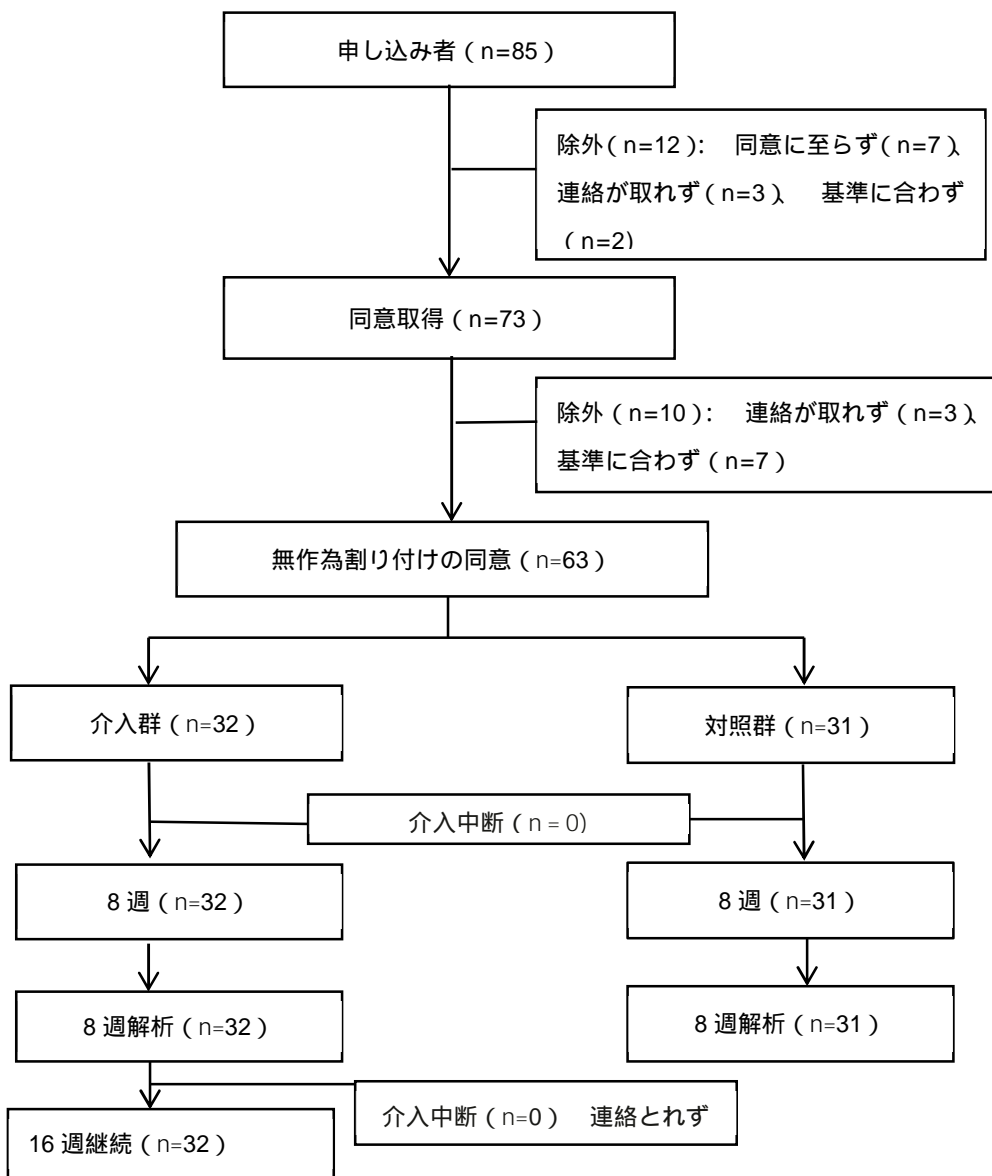 申し込み者（n=85）
除外（n=12）:　同意に至らず（n=7）、
連絡が取れず（n=3）、　基準に合わず
（n=2）
同意取得（n=73）
除外（n=10）:　連絡が取れず（n=3）、
基準に合わず（n=7）
無作為割り付けの同意（n=63）
介入群（n=32）
対照群（n=31）
介入中断（n = 0）
8 週（n=32）
8 週（n=31）
8 週解析（n=32）
8 週解析（n=31）
介入中断（n=0）　連絡とれず
16 週継続（n=32）